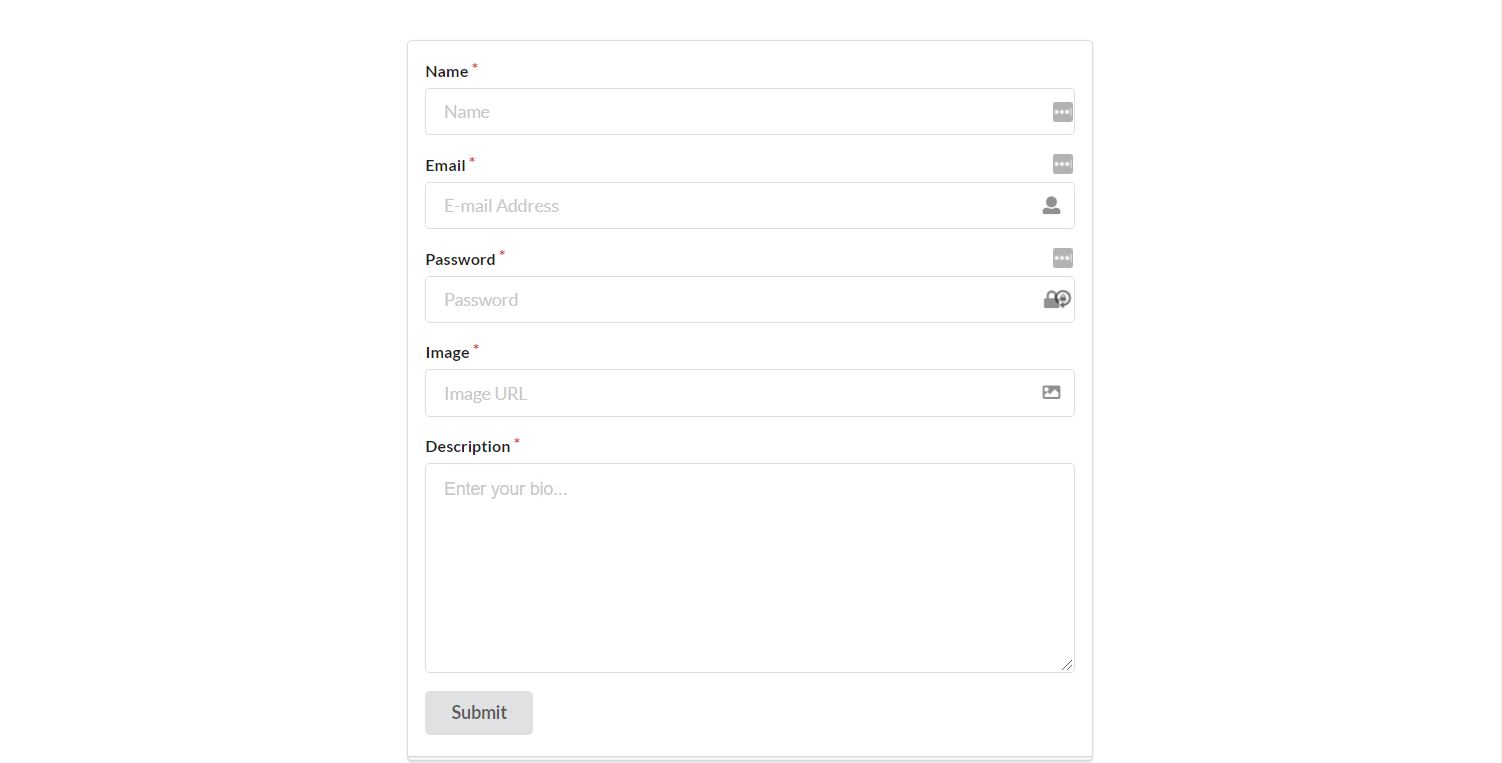 Name *
Name
Email *
E-mail Address
Password *
Password
Image *
Image URL
Description *
Enter your bio...
Submit